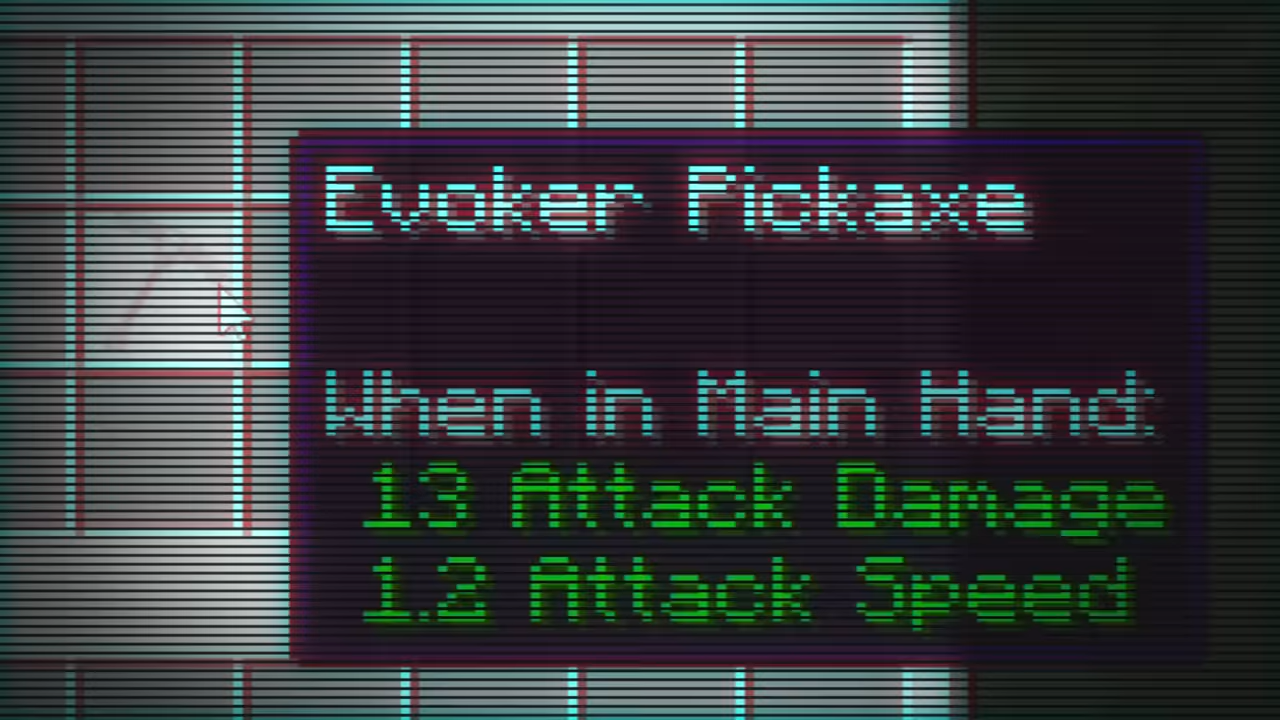 Evoker Pickaxe
When in Main Hand:
13 Attack Damage
1.2 Attack Speed